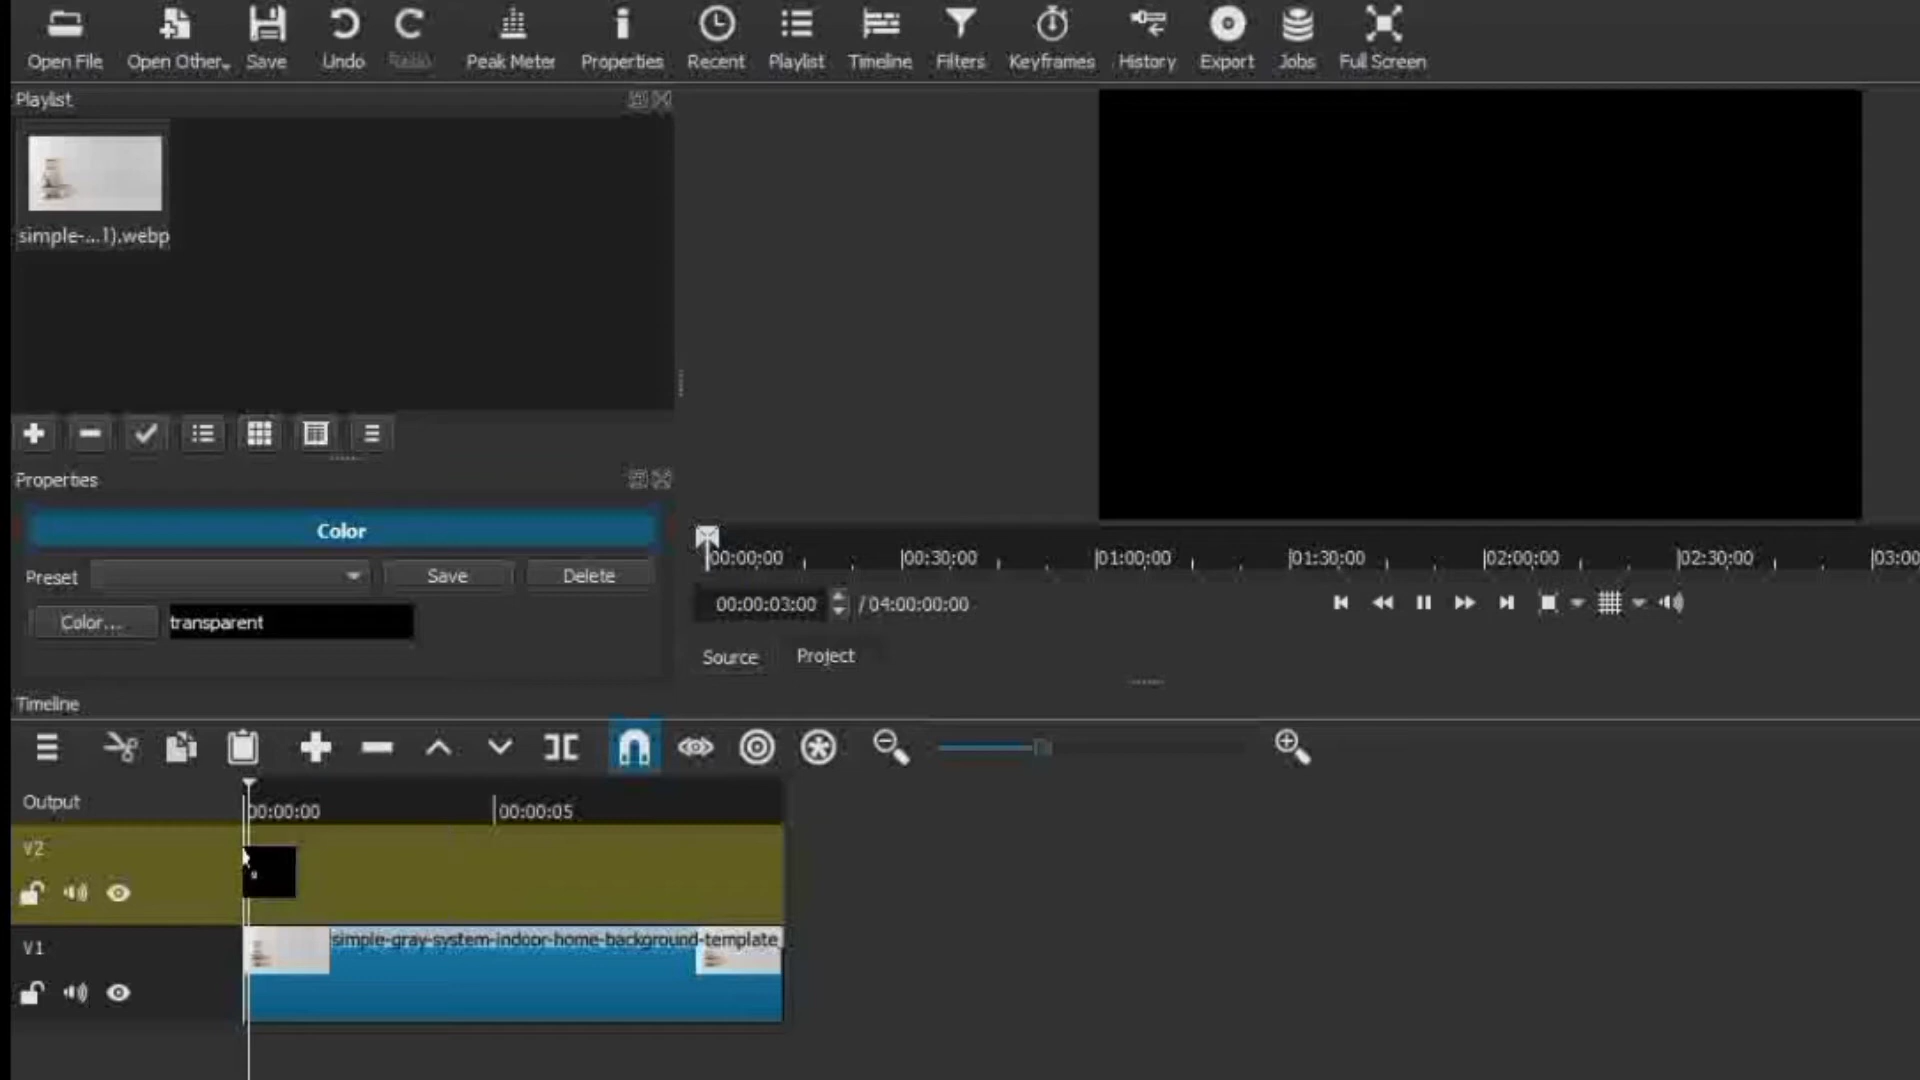 Open File Open Other Save Undo Redo Peak Meter Properties Recent Playlist Timeline Filters Keyframes History Export Jobs Full Screen
Playlist
simple-...1).webp
Properties
Color
Preset Save Delete
Color... transparent
00:00:00 00:30:00 01:00:00 01:30:00 02:00:00 02:30:00 03:00
00:00:03:00 / 04:00:00:00
Source Project
Timeline
Output 00:00:00 00:00:05
V2
V1 simple-gray-system-indoor-home-background-template_